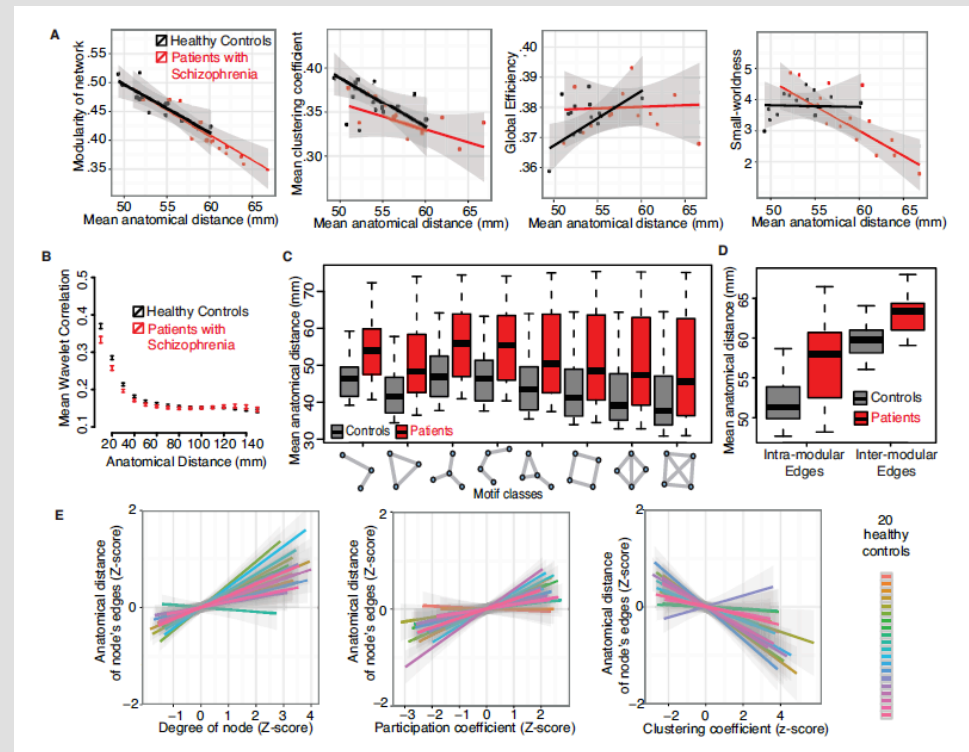 A
Modularity of network
.55
.50
.45
.40
.35
50 55 60 65
Mean anatomical distance (mm)
Healthy Controls
Patients with
Schizophrenia
Mean clustering coefficient
.40
.35
.30
50 55 60 65
Mean anatomical distance (mm)
Global Efficiency
.40
.39
.38
.37
.36
50 55 60 65
Mean anatomical distance (mm)
Small-worldness
5
4
3
2
50 55 60 65
Mean anatomical distance (mm)
B
Mean Wavelet Correlation
0.5
0.4
0.3
0.2
0.1
Healthy Controls
Patients with
Schizophrenia
20 40 60 80 100 120 140
Anatomical Distance (mm)
C
Mean anatomical distance (mm)
70
60
50
40
30
Controls Patients
Motif classes
D
Mean anatomical distance (mm)
65
60
55
50
Controls
Patients
Intra-modular
Edges
Inter-modular
Edges
E
Anatomical distance
of node's edges (Z-score)
2
0
−2
−1 0 1 2 3 4
Degree of node (Z-score)
Anatomical distance
of node's edges (Z-score)
2
0
−2
−3 −2 −1 0 1 2
Participation coefficient (Z-score)
Anatomical distance
of node's edges (Z-score)
2
0
−2
−2 0 2 4
Clustering coefficient (Z-score)
20
healthy
controls